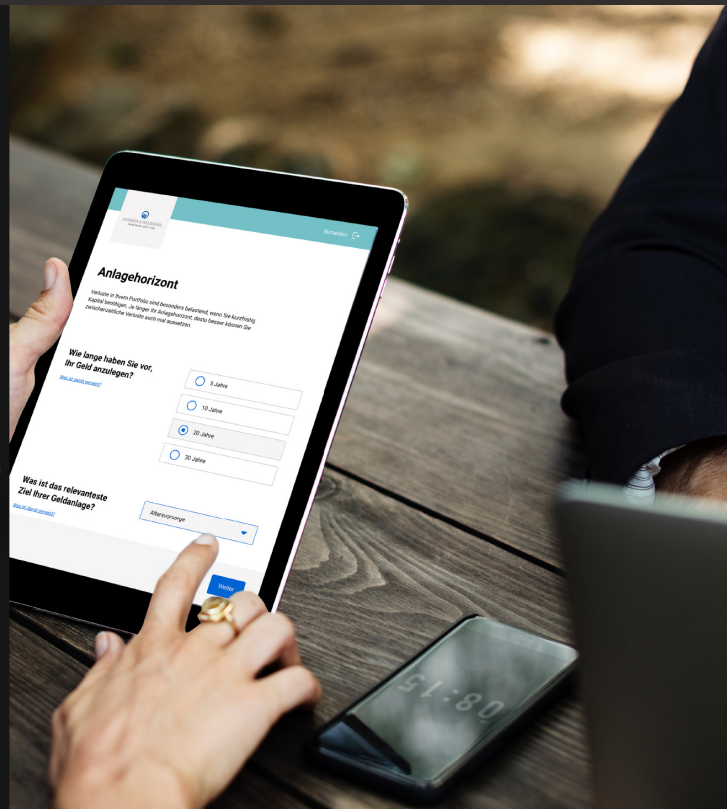 Abmelden
Anlagehorizont
Verluste in Ihrem Portfolio sind besonders belastend, wenn Sie kurzfristig
Kapital benötigen. Je länger Ihr Anlagehorizont, desto besser können Sie
zwischenzeitliche Verluste auch mal aussetzen.
Wie lange haben Sie vor,
Ihr Geld anzulegen?
Was ist damit gemeint?
5 Jahre
10 Jahre
20 Jahre
30 Jahre
Was ist das relevanteste
Ziel Ihrer Geldanlage?
Was ist damit gemeint?
Altersvorsorge
Weiter
08:15